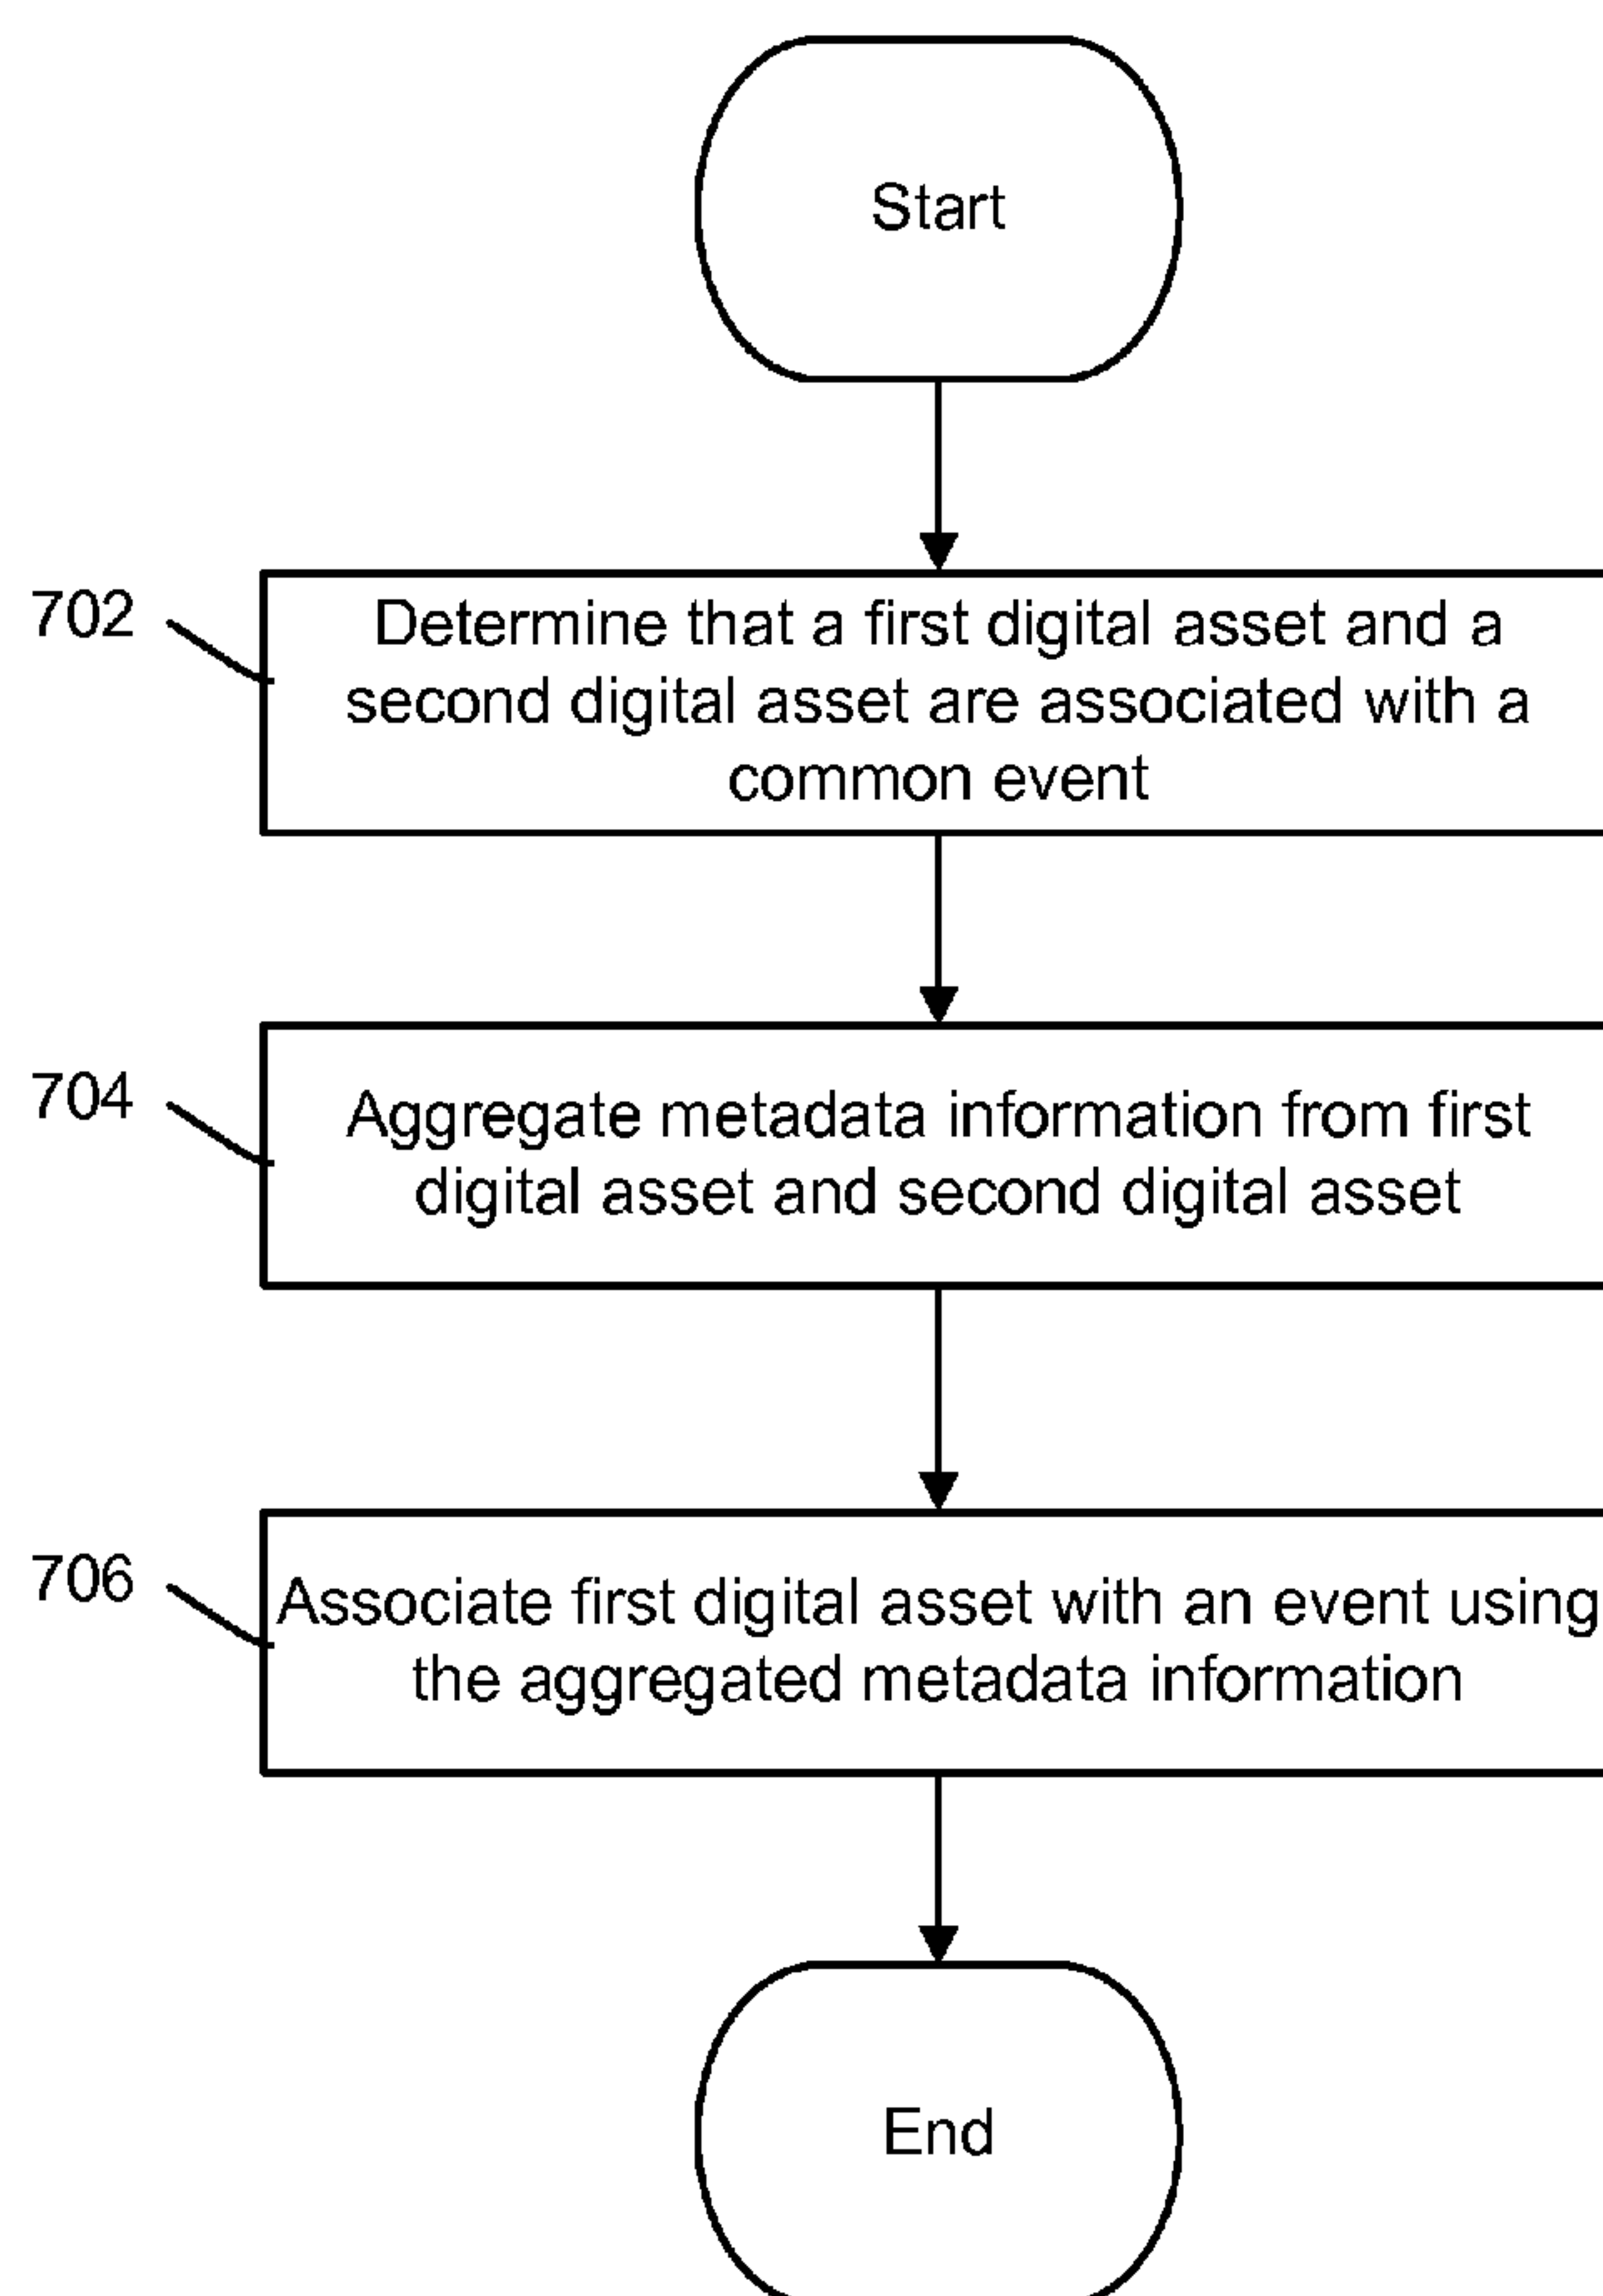 Start
702
Determine that a first digital asset and a
second digital asset are associated with a
common event
704
Aggregate metadata information from first
digital asset and second digital asset
706
Associate first digital asset with an event using
the aggregated metadata information
End